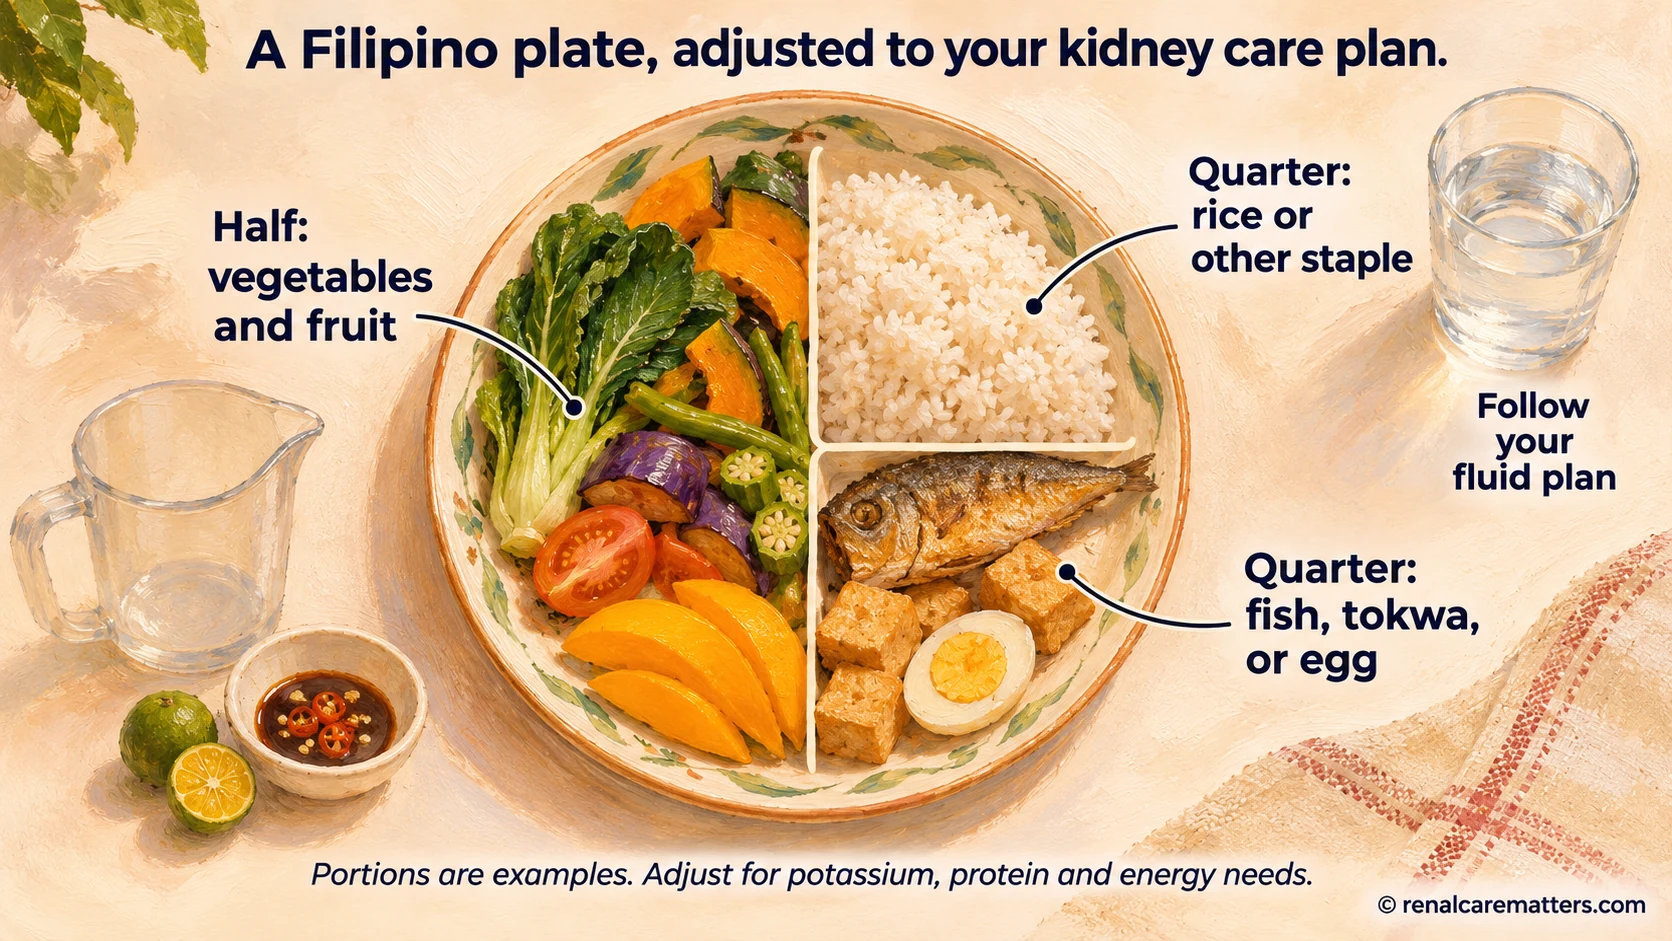 A Filipino plate, adjusted to your kidney care plan.
Half:
vegetables
and fruit
Quarter:
rice or
other staple
Follow
your
fluid plan
Quarter:
fish, tokwa,
or egg
Portions are examples. Adjust for potassium, protein and energy needs.
© renalcarematters.com